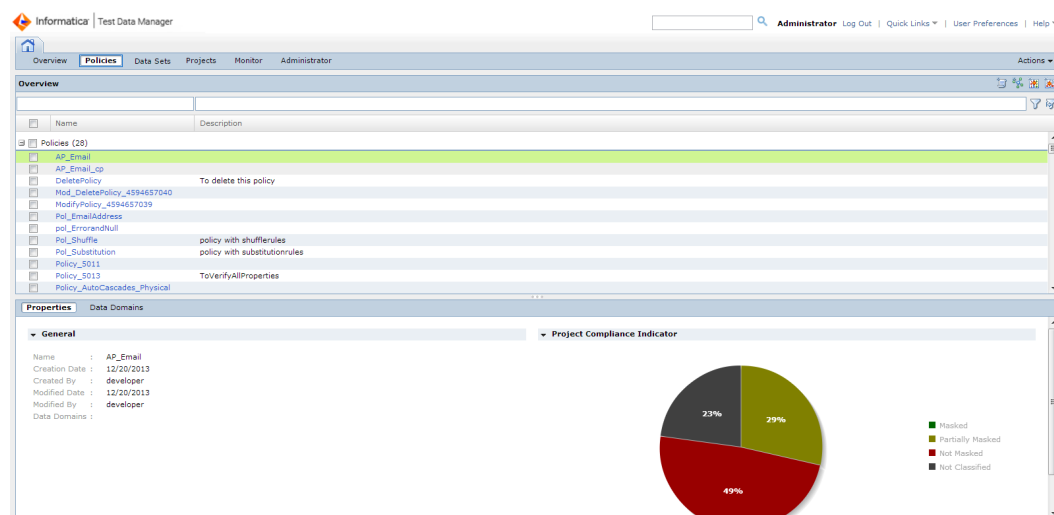 Informatica Test Data Manager
Administrator Log Out | Quick Links | User Preferences | Help
Overview Policies Data Sets Projects Monitor Administrator Actions
Overview
Name Description
Policies (28)
AP_Email
AP_Email_cp
DeletePolicy To delete this policy
Mod_DeletePolicy_4594657040
ModifyPolicy_4594657039
Pol_EmailAddress
pol_ErrorandNull
Pol_Shuffle policy with shufflerules
Pol_Substitution policy with substitutionrules
Policy_5011
Policy_5013 ToVerifyAllProperties
Policy_AutoCascades_Physical
Properties Data Domains
General Project Compliance Indicator
Name : AP_Email
Creation Date : 12/20/2013
Created By : developer
Modified Date : 12/20/2013
Modified By : developer
Data Domains :
23%
29%
49%
Masked
Partially Masked
Not Masked
Not Classified